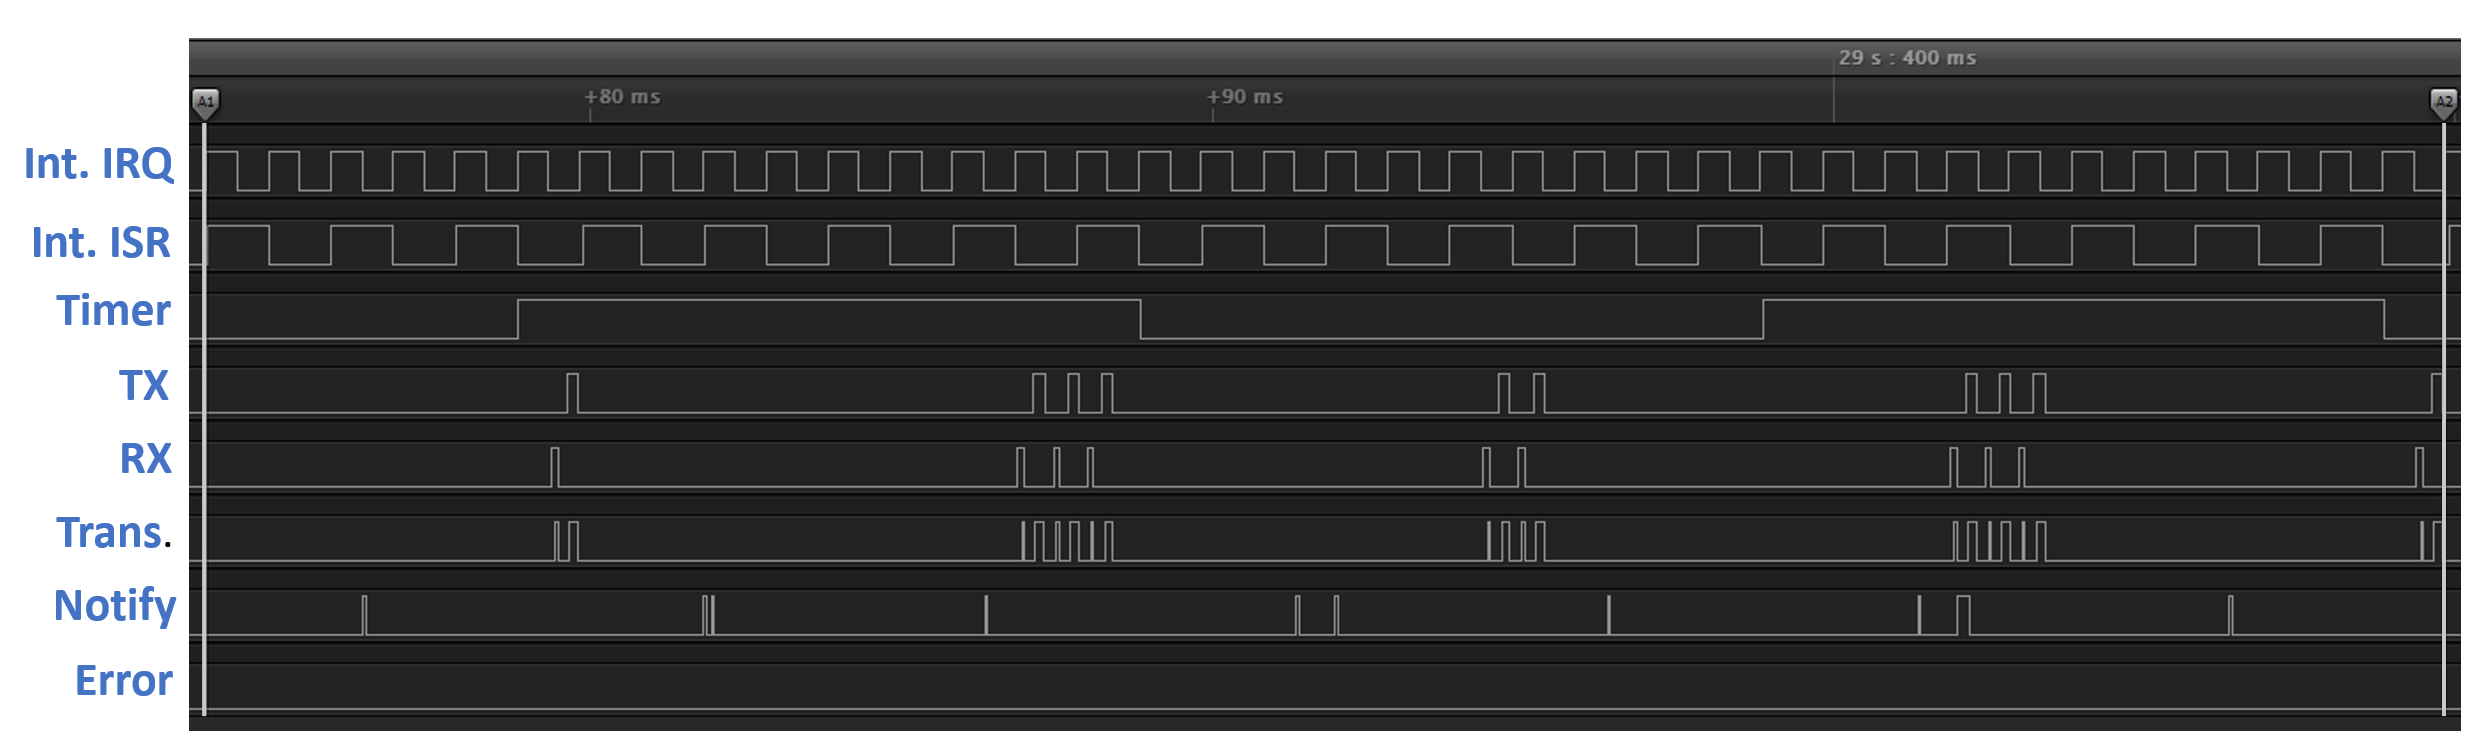 29 s : 400 ms
+80 ms
+90 ms
A1
A2
Int. IRQ
Int. ISR
Timer
TX
RX
Trans.
Notify
Error